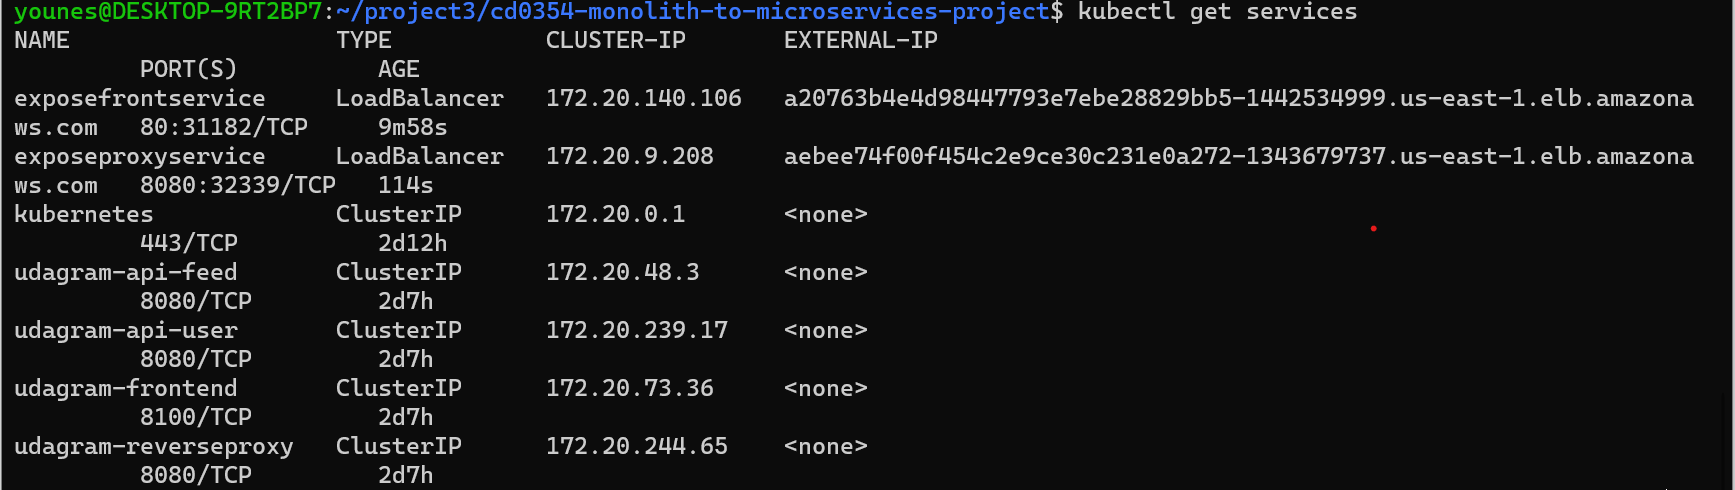 younes@DESKTOP-9RT2BP7:~/project3/cd0354-monolith-to-microservices-project$ kubectl get services
NAME                   TYPE           CLUSTER-IP       EXTERNAL-IP
         PORT(S)          AGE
exposefrontservice     LoadBalancer   172.20.140.106   a20763b4e4d98447793e7ebe28829bb5-1442534999.us-east-1.elb.amazona
ws.com   80:31182/TCP     9m58s
exposeproxyservice     LoadBalancer   172.20.9.208     aebee74f00f454c2e9ce30c231e0a272-1343679737.us-east-1.elb.amazona
ws.com   8080:32339/TCP   114s
kubernetes             ClusterIP      172.20.0.1       <none>
         443/TCP          2d12h
udagram-api-feed       ClusterIP      172.20.48.3      <none>
         8080/TCP         2d7h
udagram-api-user       ClusterIP      172.20.239.17    <none>
         8080/TCP         2d7h
udagram-frontend       ClusterIP      172.20.73.36     <none>
         8100/TCP         2d7h
udagram-reverseproxy   ClusterIP      172.20.244.65    <none>
         8080/TCP         2d7h